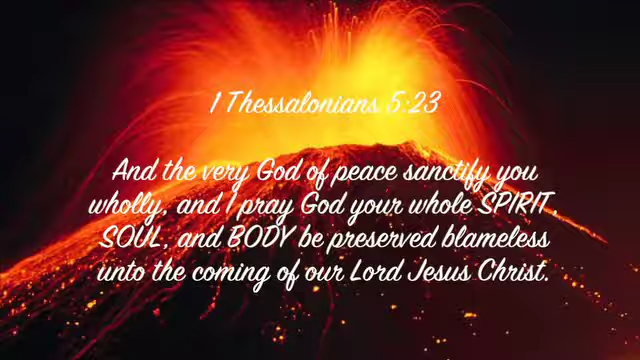 1 Thessalonians 5:23
And the very God of peace sanctify you
wholly, and I pray God your whole SPIRIT,
SOUL, and BODY be preserved blameless
unto the coming of our Lord Jesus Christ.